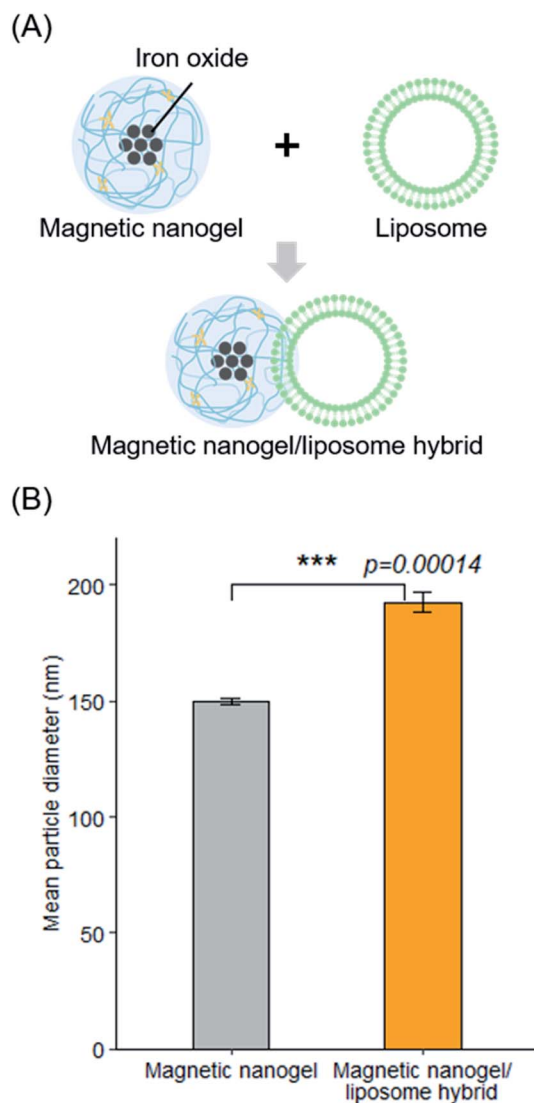 (A)
Iron oxide
+
Magnetic nanogel
Liposome
Magnetic nanogel/liposome hybrid
(B)
*** p=0.00014
200
150
100
50
0
Mean particle diameter (nm)
Magnetic nanogel
Magnetic nanogel/
liposome hybrid